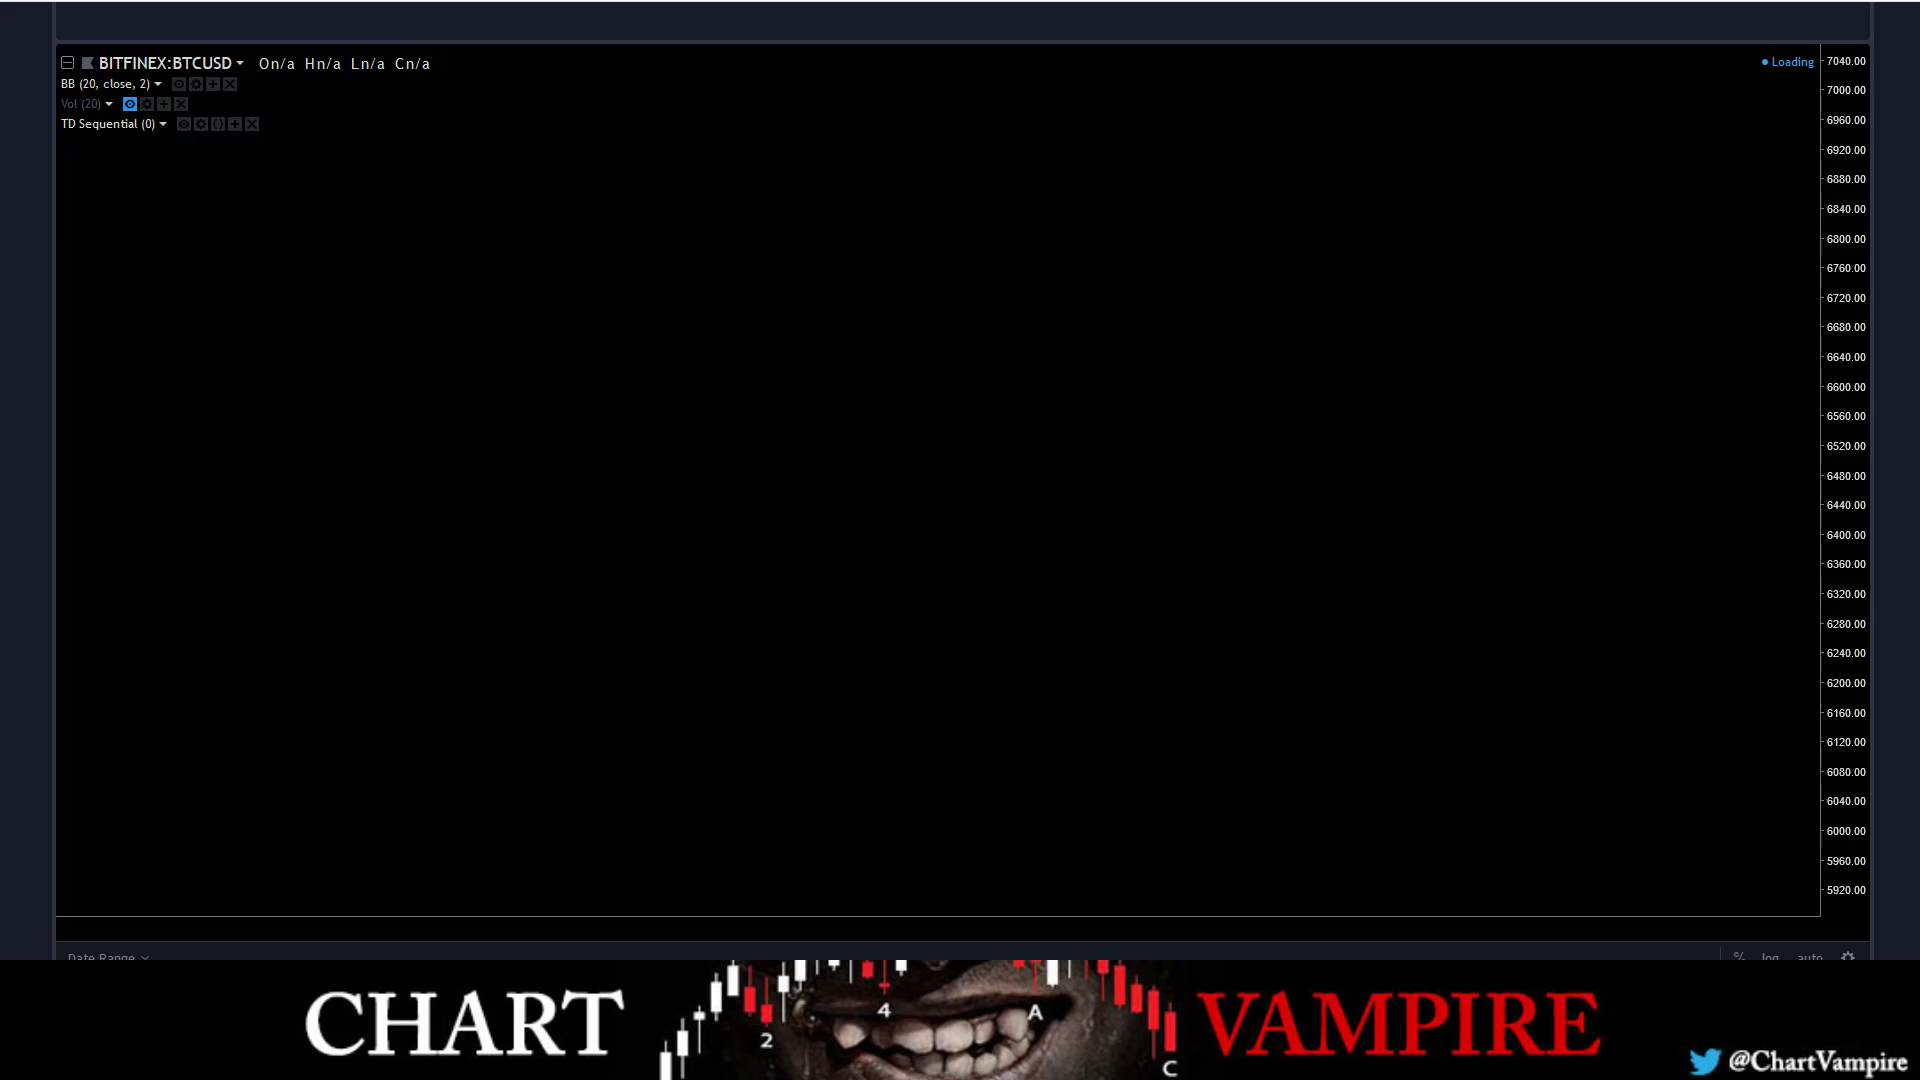 BITFINEX:BTCUSD On/a Hn/a Ln/a Cn/a
Loading
BB (20, close, 2)
Vol (20)
TD Sequential (0)
7040.00
7000.00
6960.00
6920.00
6880.00
6840.00
6800.00
6760.00
6720.00
6680.00
6640.00
6600.00
6560.00
6520.00
6480.00
6440.00
6400.00
6360.00
6320.00
6280.00
6240.00
6200.00
6160.00
6120.00
6080.00
6040.00
6000.00
5960.00
5920.00
Date Range
% log auto
CHART VAMPIRE
2
4
A
C
@ChartVampire